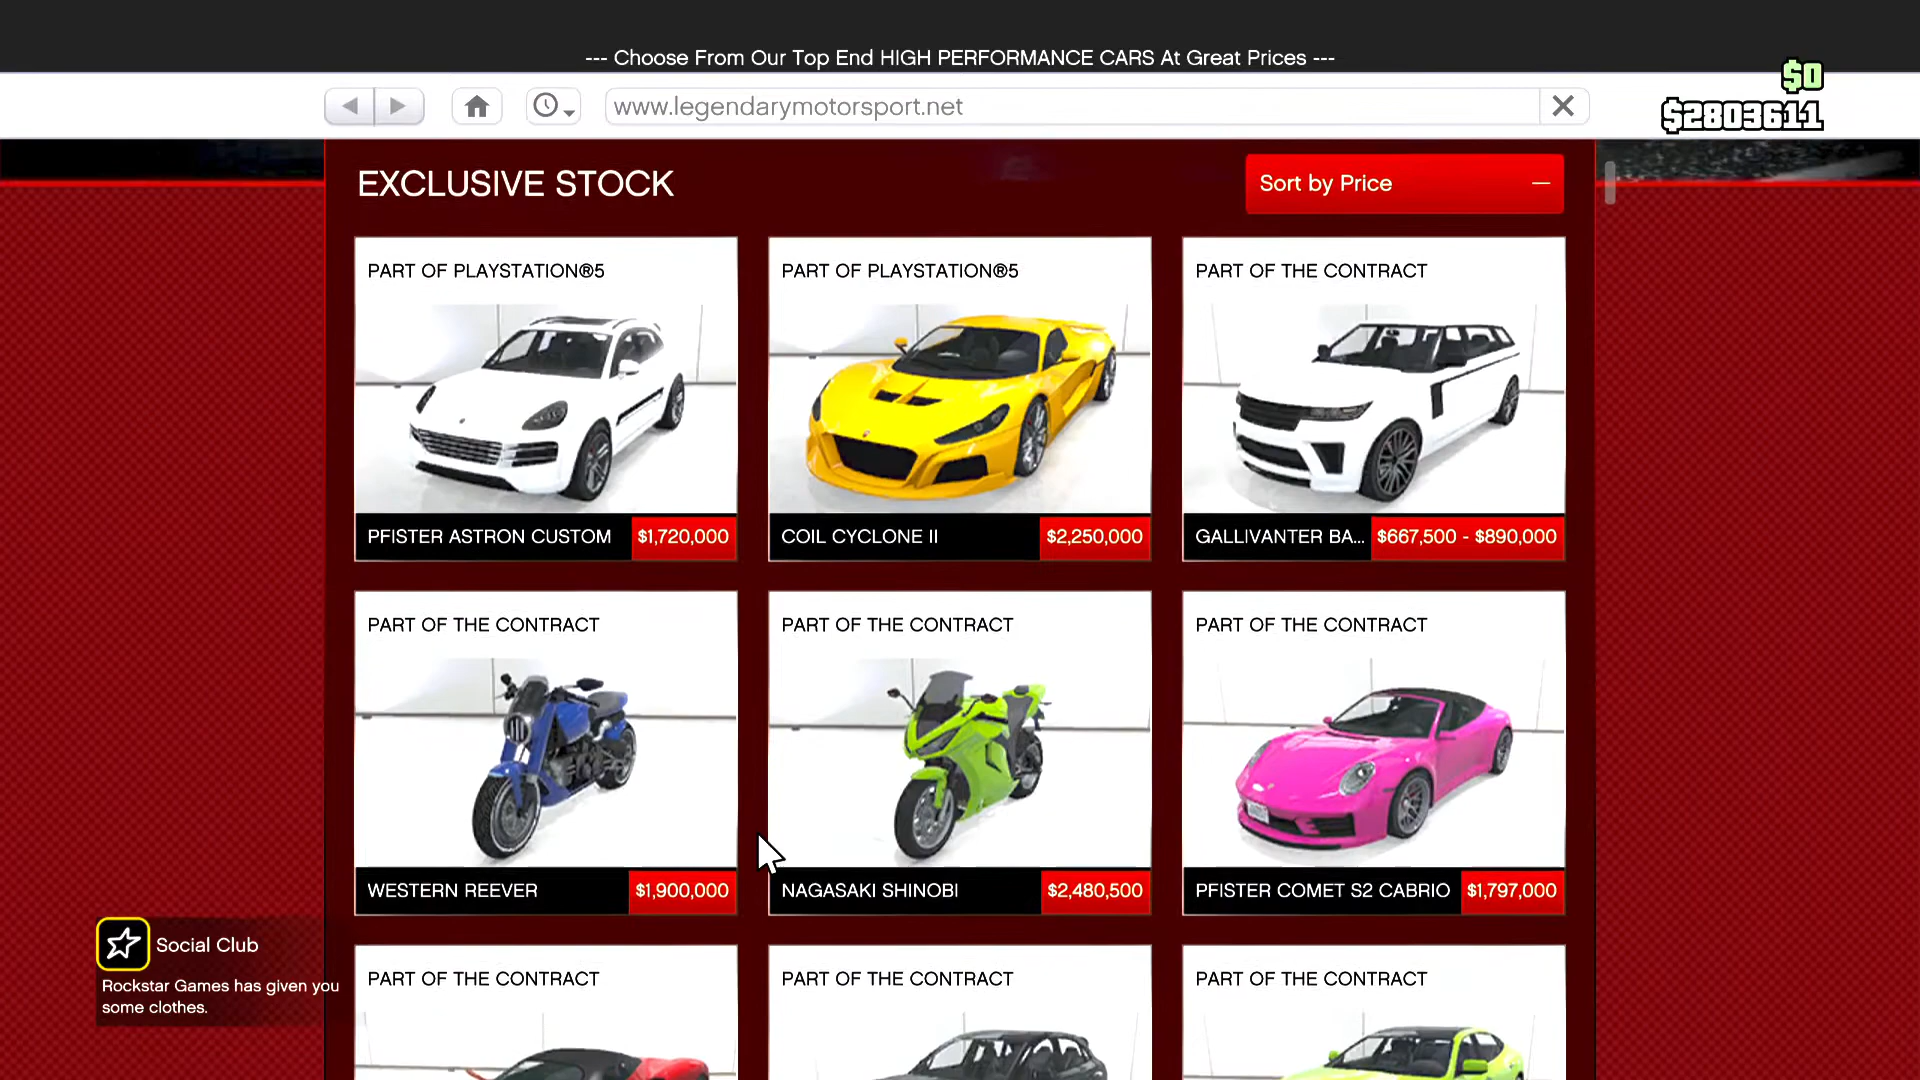 --- Choose From Our Top End HIGH PERFORMANCE CARS At Great Prices ---
$0
www.legendarymotorsport.net
$2803611
EXCLUSIVE STOCK
Sort by Price
PART OF PLAYSTATION®5
PART OF PLAYSTATION®5
PART OF THE CONTRACT
PFISTER ASTRON CUSTOM $1,720,000
COIL CYCLONE II $2,250,000
GALLIVANTER BA... $667,500 - $890,000
PART OF THE CONTRACT
PART OF THE CONTRACT
PART OF THE CONTRACT
WESTERN REEVER $1,900,000
NAGASAKI SHINOBI $2,480,500
PFISTER COMET S2 CABRIO $1,797,000
Social Club
Rockstar Games has given you
some clothes.
PART OF THE CONTRACT
PART OF THE CONTRACT
PART OF THE CONTRACT